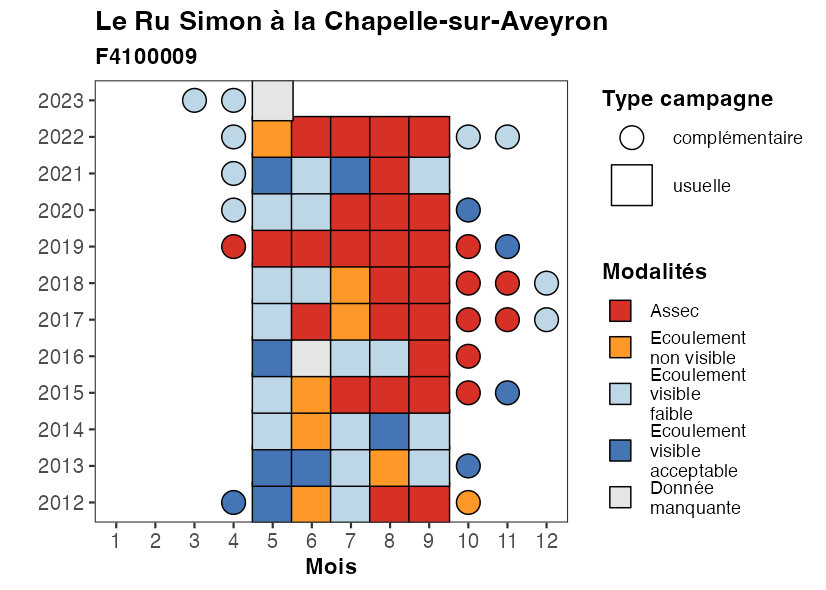 Le Ru Simon à la Chapelle-sur-Aveyron
F4100009
2023
2022
2021
2020
2019
2018
2017
2016
2015
2014
2013
2012
1 2 3 4 5 6 7 8 9 10 11 12
Mois
Type campagne
complémentaire
usuelle
Modalités
Assec
Ecoulement
non visible
Ecoulement
visible
faible
Ecoulement
visible
acceptable
Donnée
manquante